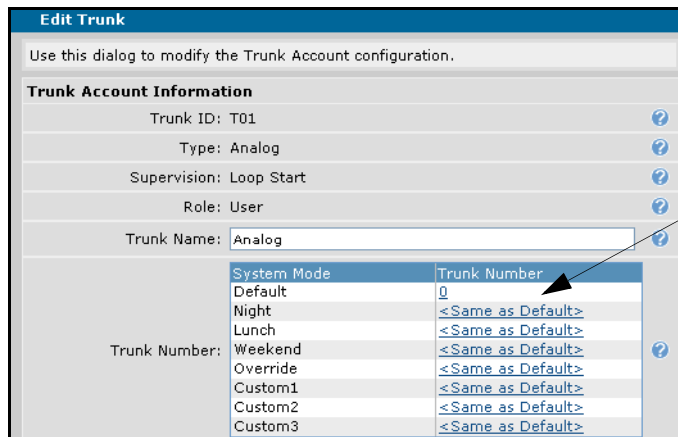 Edit Trunk
Use this dialog to modify the Trunk Account configuration.
Trunk Account Information
Trunk ID: T01
Type: Analog
Supervision: Loop Start
Role: User
Trunk Name: Analog
Trunk Number:
System Mode Trunk Number
Default 0
Night <Same as Default>
Lunch <Same as Default>
Weekend <Same as Default>
Override <Same as Default>
Custom1 <Same as Default>
Custom2 <Same as Default>
Custom3 <Same as Default>